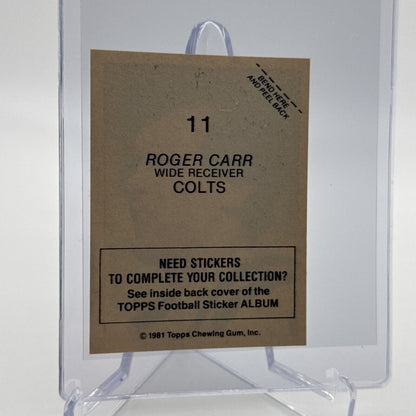 BEND HERE
AND PEEL BACK
11
ROGER CARR
WIDE RECEIVER
COLTS
NEED STICKERS
TO COMPLETE YOUR COLLECTION?
See inside back cover of the
TOPPS Football Sticker ALBUM
© 1981 Topps Chewing Gum, Inc.